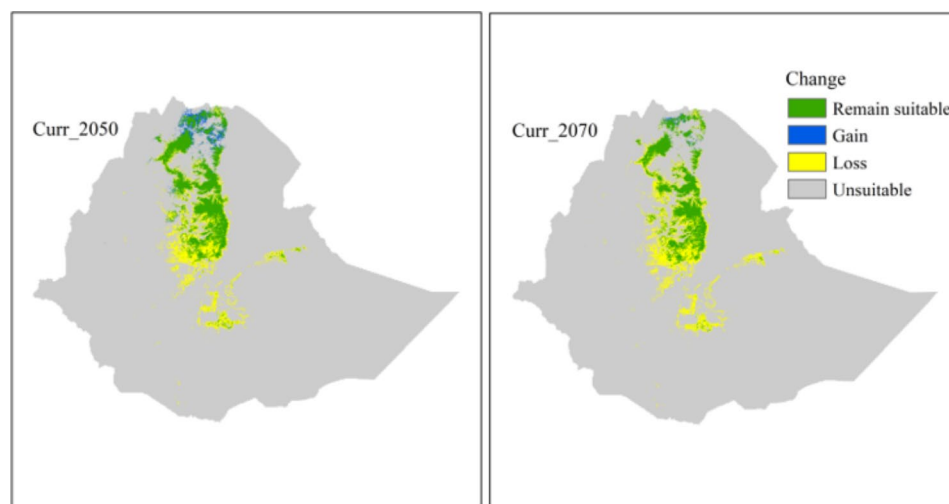 Curr_2050
Curr_2070
Change
Remain suitable
Gain
Loss
Unsuitable